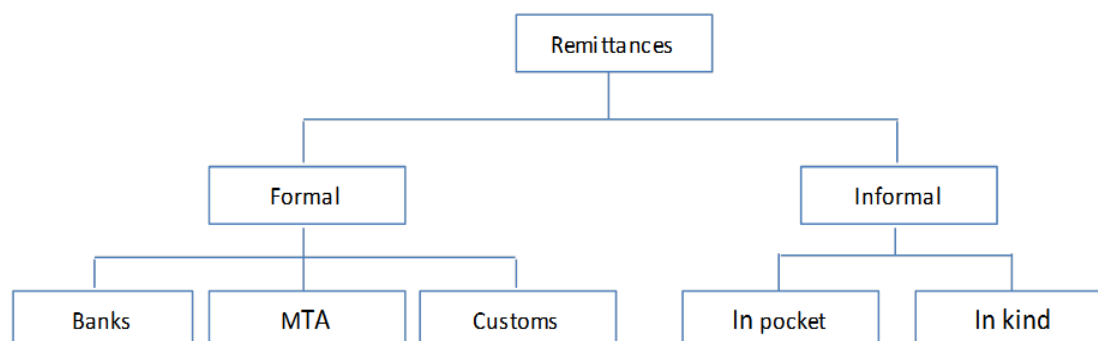 Remittances
Formal
Informal
Banks
MTA
Customs
In pocket
In kind